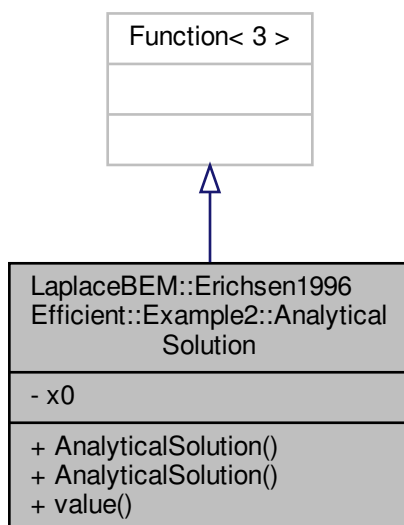 Function< 3 >
LaplaceBEM::Erichsen1996
Efficient::Example2::Analytical
Solution
- x0
+ AnalyticalSolution()
+ AnalyticalSolution()
+ value()